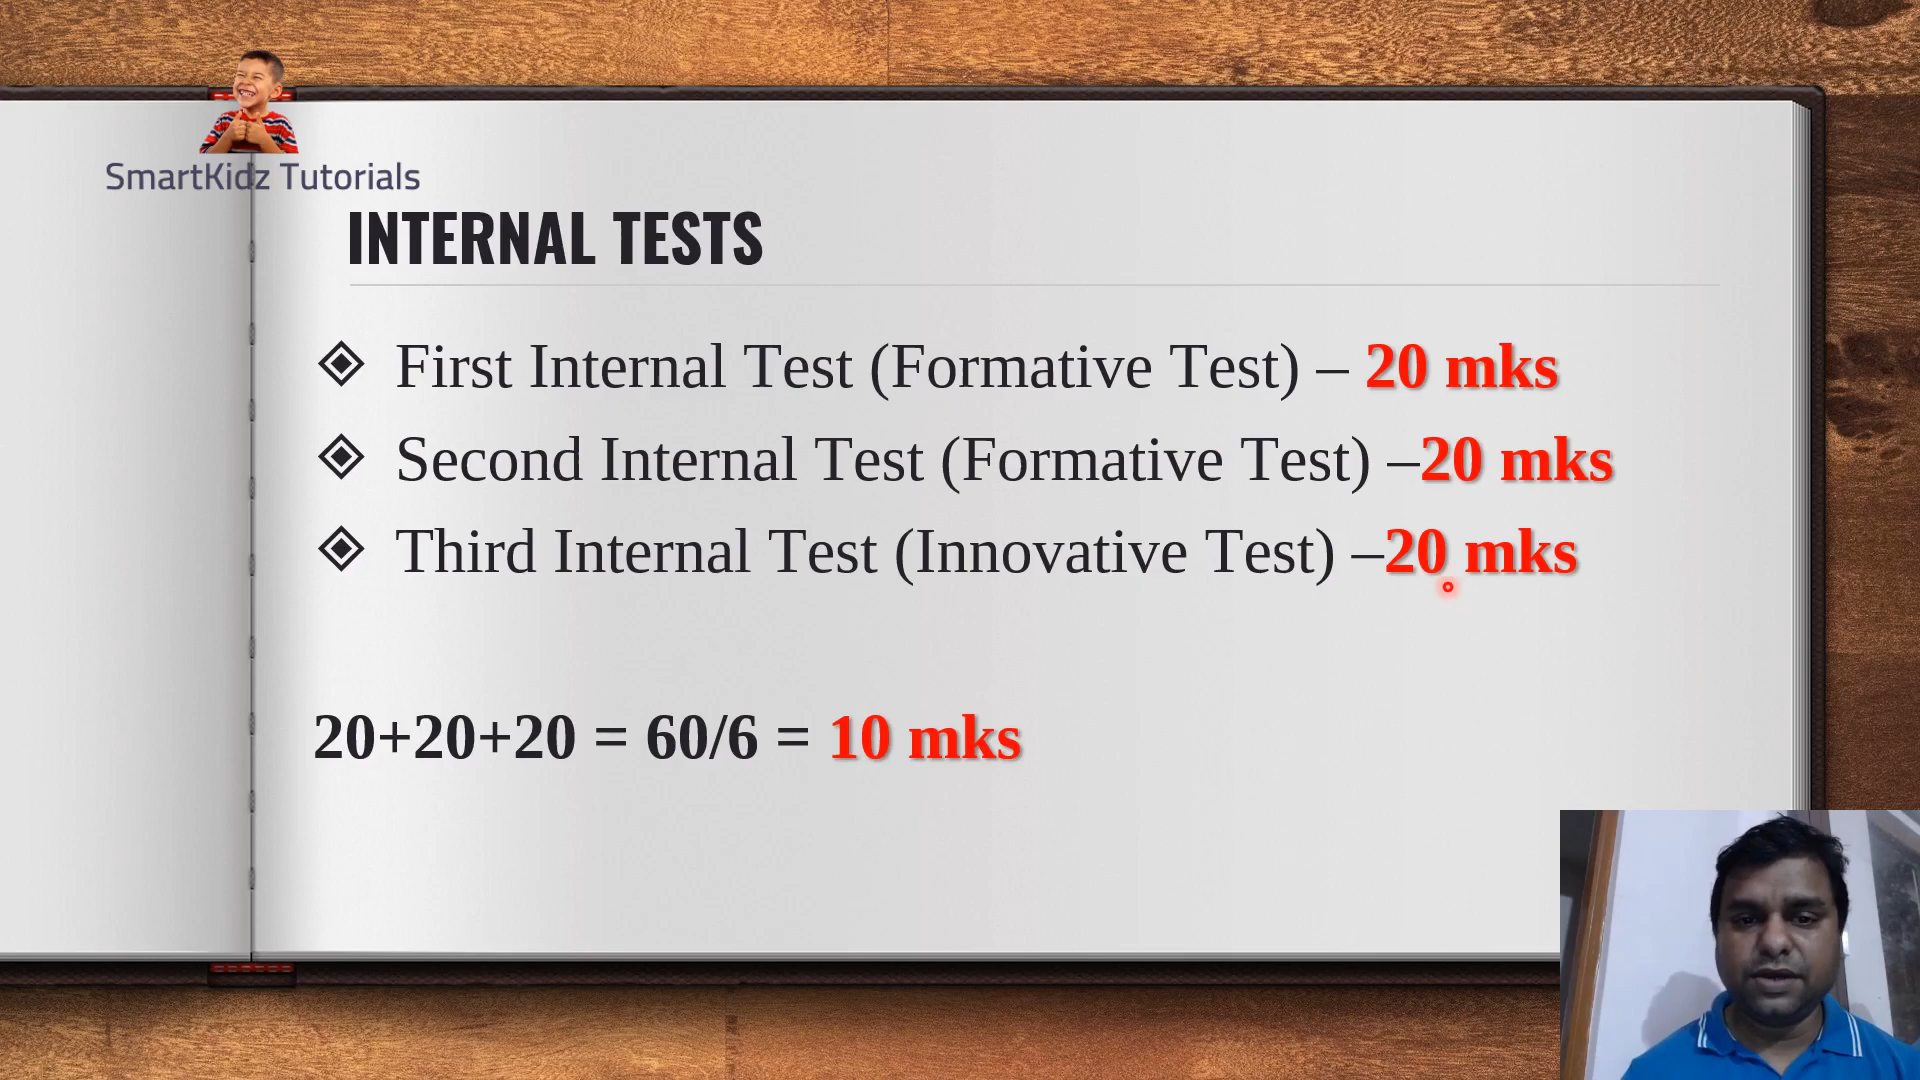 SmartKidz Tutorials
INTERNAL TESTS
First Internal Test (Formative Test) – 20 mks
Second Internal Test (Formative Test) –20 mks
Third Internal Test (Innovative Test) –20 mks
20+20+20 = 60/6 = 10 mks